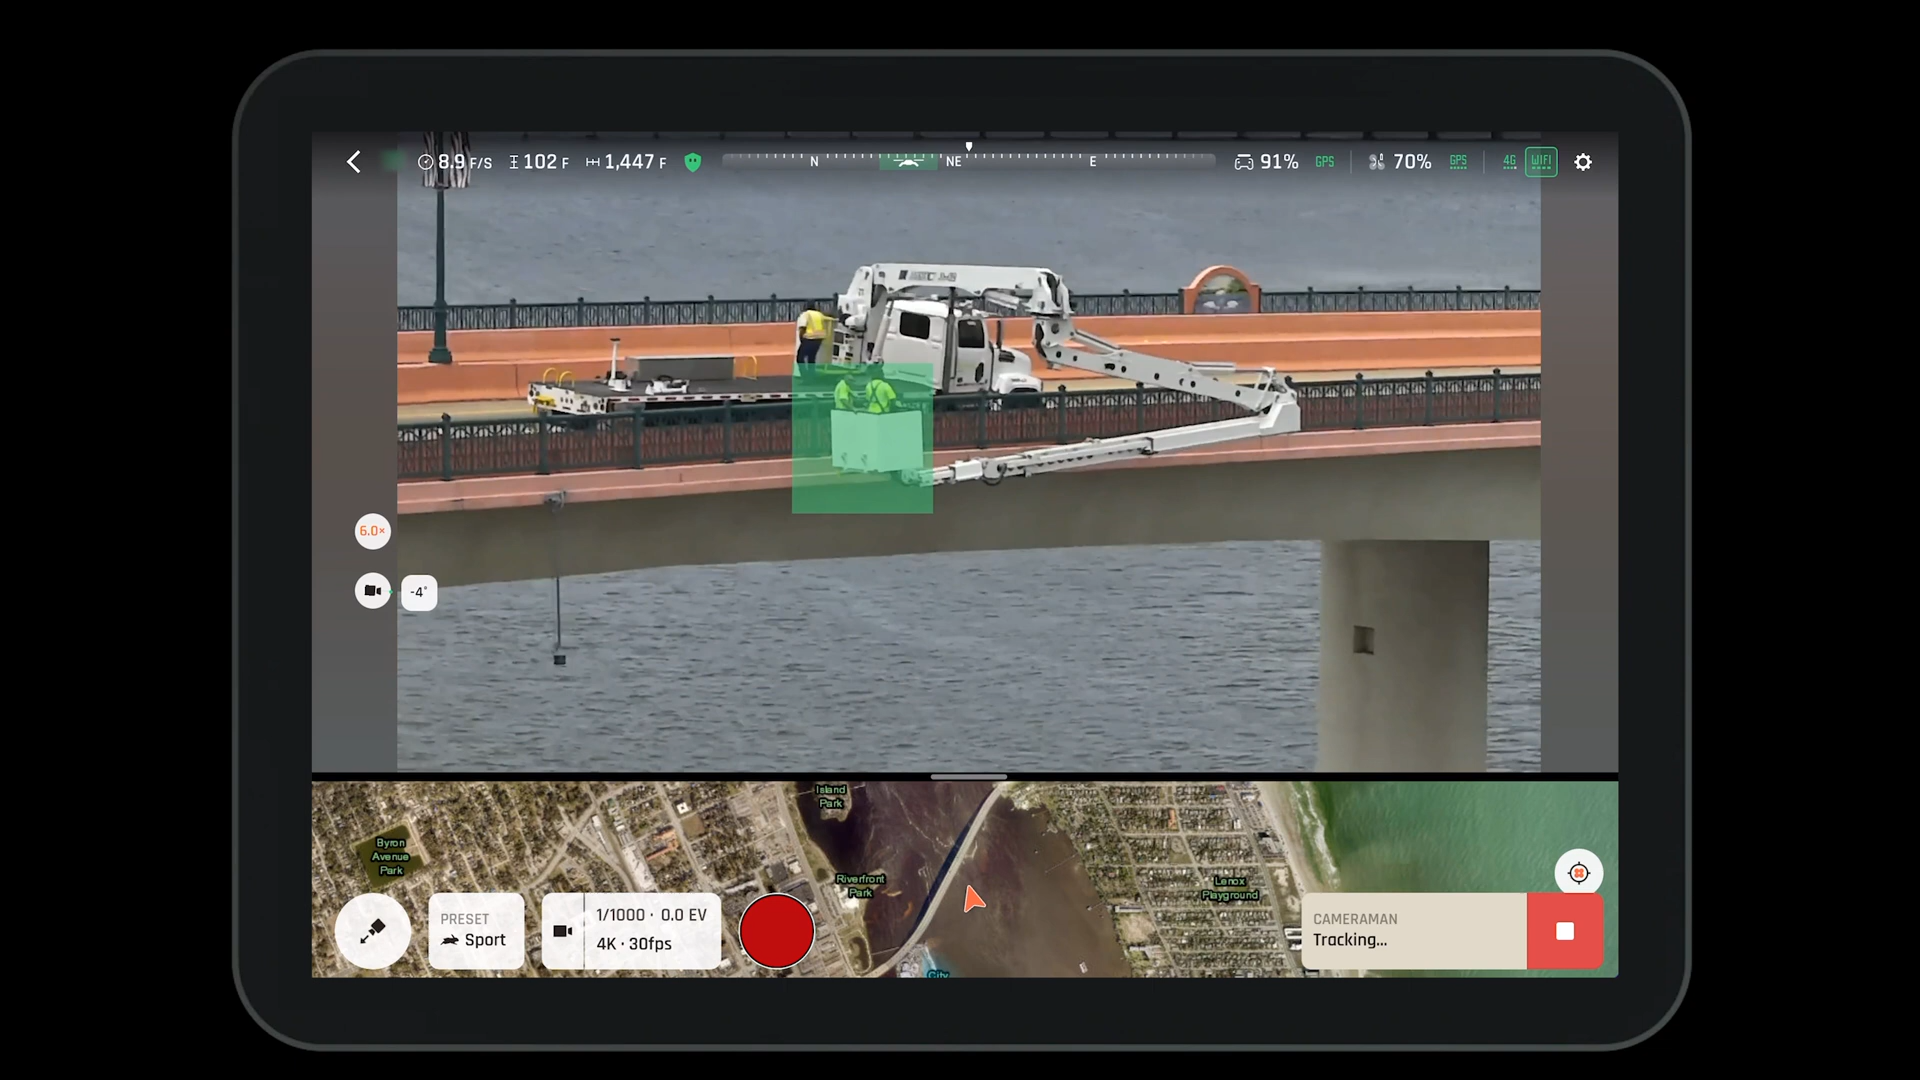 8.9 F/S
102 F
1,447 F
N
NE
E
91%
GPS
70%
GPS
4G
WIFI
6.0×
-4°
Island
Park
Byron
Avenue
Park
Riverfront
Park
Lenox
Playground
City
PRESET
Sport
1/1000 · 0.0 EV
4K · 30fps
CAMERAMAN
Tracking...